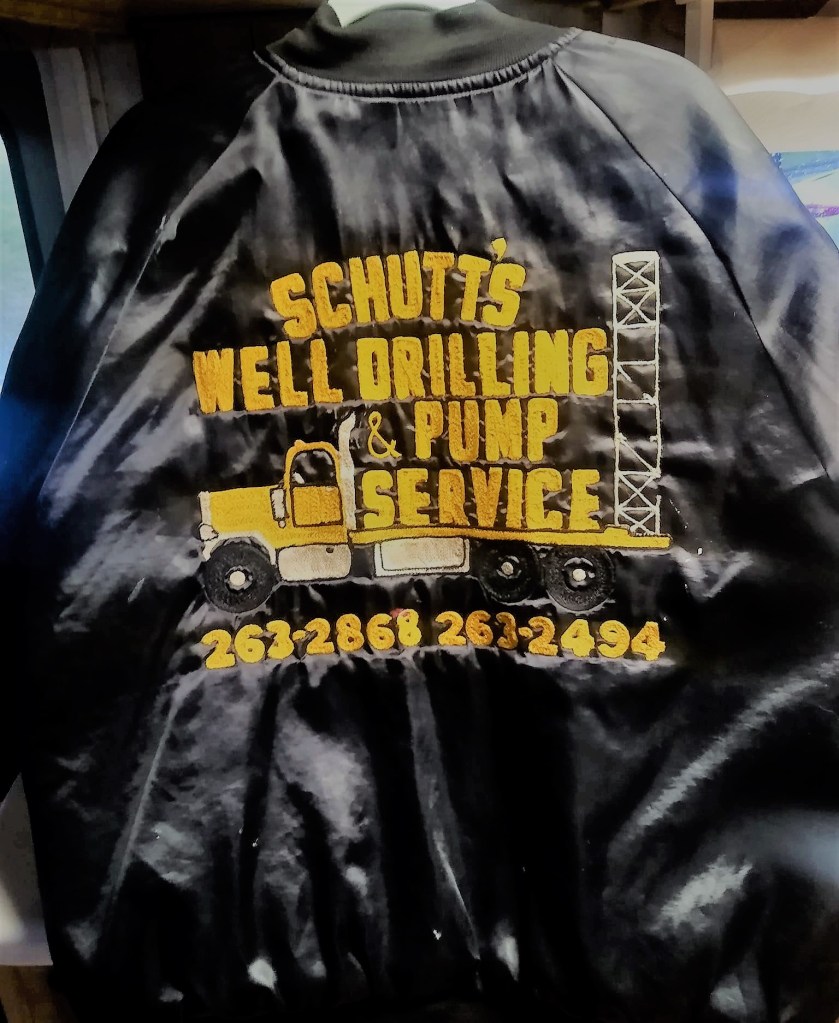 SCHUTT'S
WELL DRILLING
& PUMP
SERVICE
263-2868 263-2494